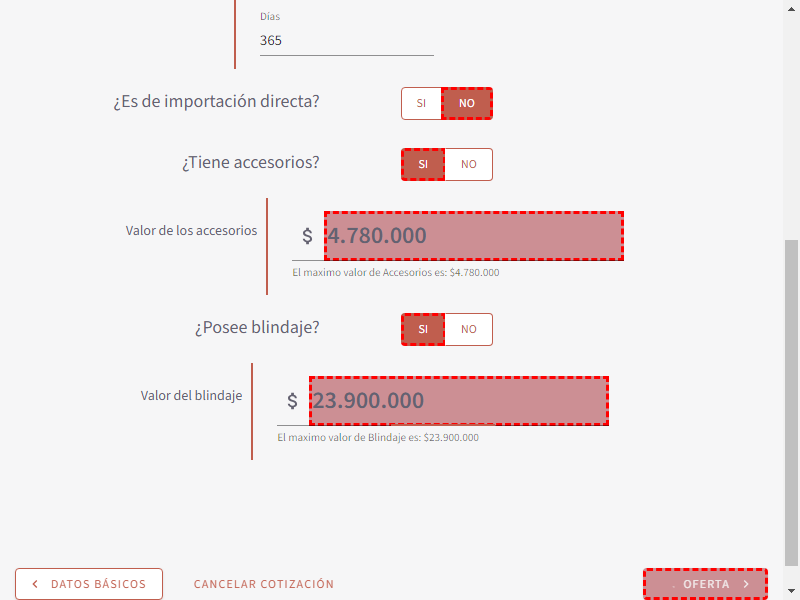 Días
365
¿Es de importación directa? SI NO
¿Tiene accesorios? SI NO
Valor de los accesorios $ 4.780.000
El maximo valor de Accesorios es: $4.780.000
¿Posee blindaje? SI NO
Valor del blindaje $ 23.900.000
El maximo valor de Blindaje es: $23.900.000
DATOS BÁSICOS CANCELAR COTIZACIÓN OFERTA